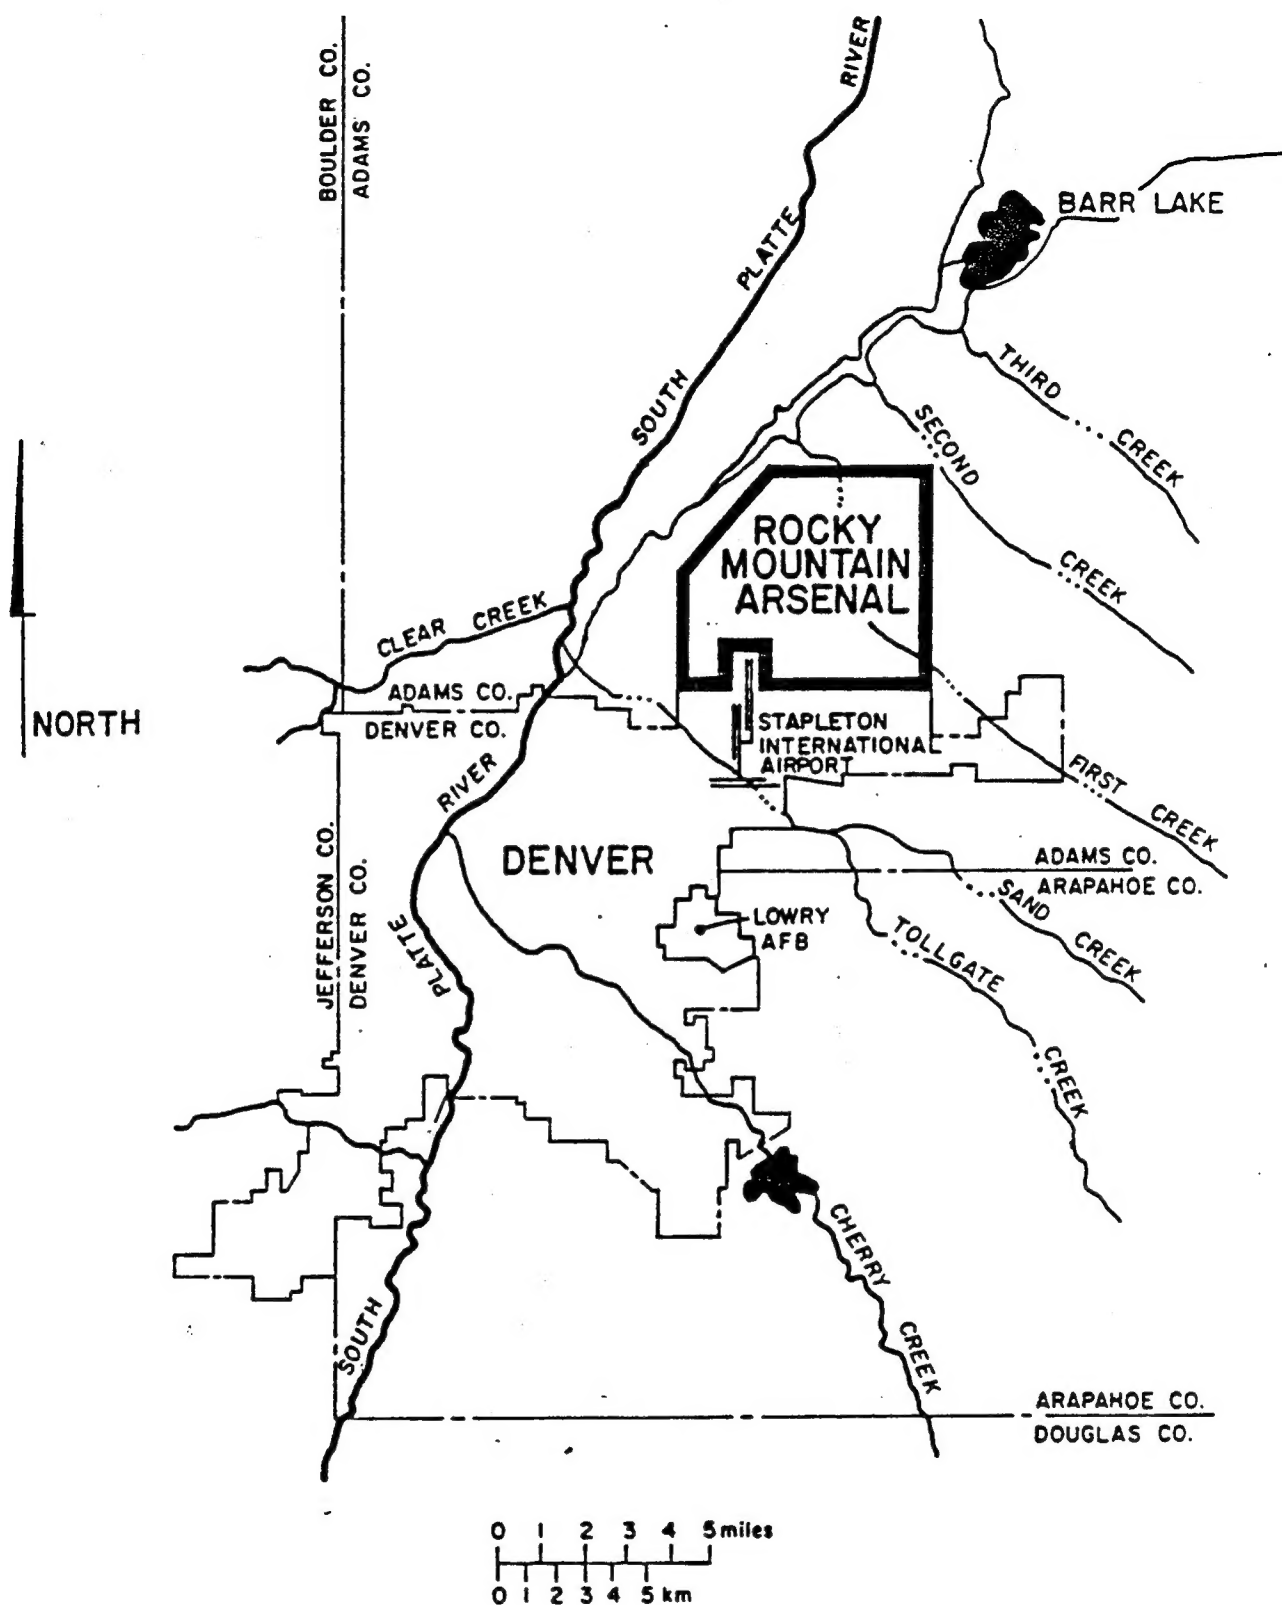 BOULDER CO.
ADAMS CO.
RIVER
PLATTE
SOUTH
BARR LAKE
THIRD
CREEK
SECOND
CREEK
ROCKY
MOUNTAIN
ARSENAL
CLEAR CREEK
NORTH
ADAMS CO.
DENVER CO.
STAPLETON
INTERNATIONAL
AIRPORT
FIRST
CREEK
RIVER
PLATTE
SOUTH
DENVER
JEFFERSON CO.
DENVER CO.
ADAMS CO.
ARAPAHOE CO.
SAND
CREEK
LOWRY
AFB
TOLLGATE
CREEK
CHERRY
CREEK
ARAPAHOE CO.
DOUGLAS CO.
0 1 2 3 4 5 miles
0 1 2 3 4 5 km